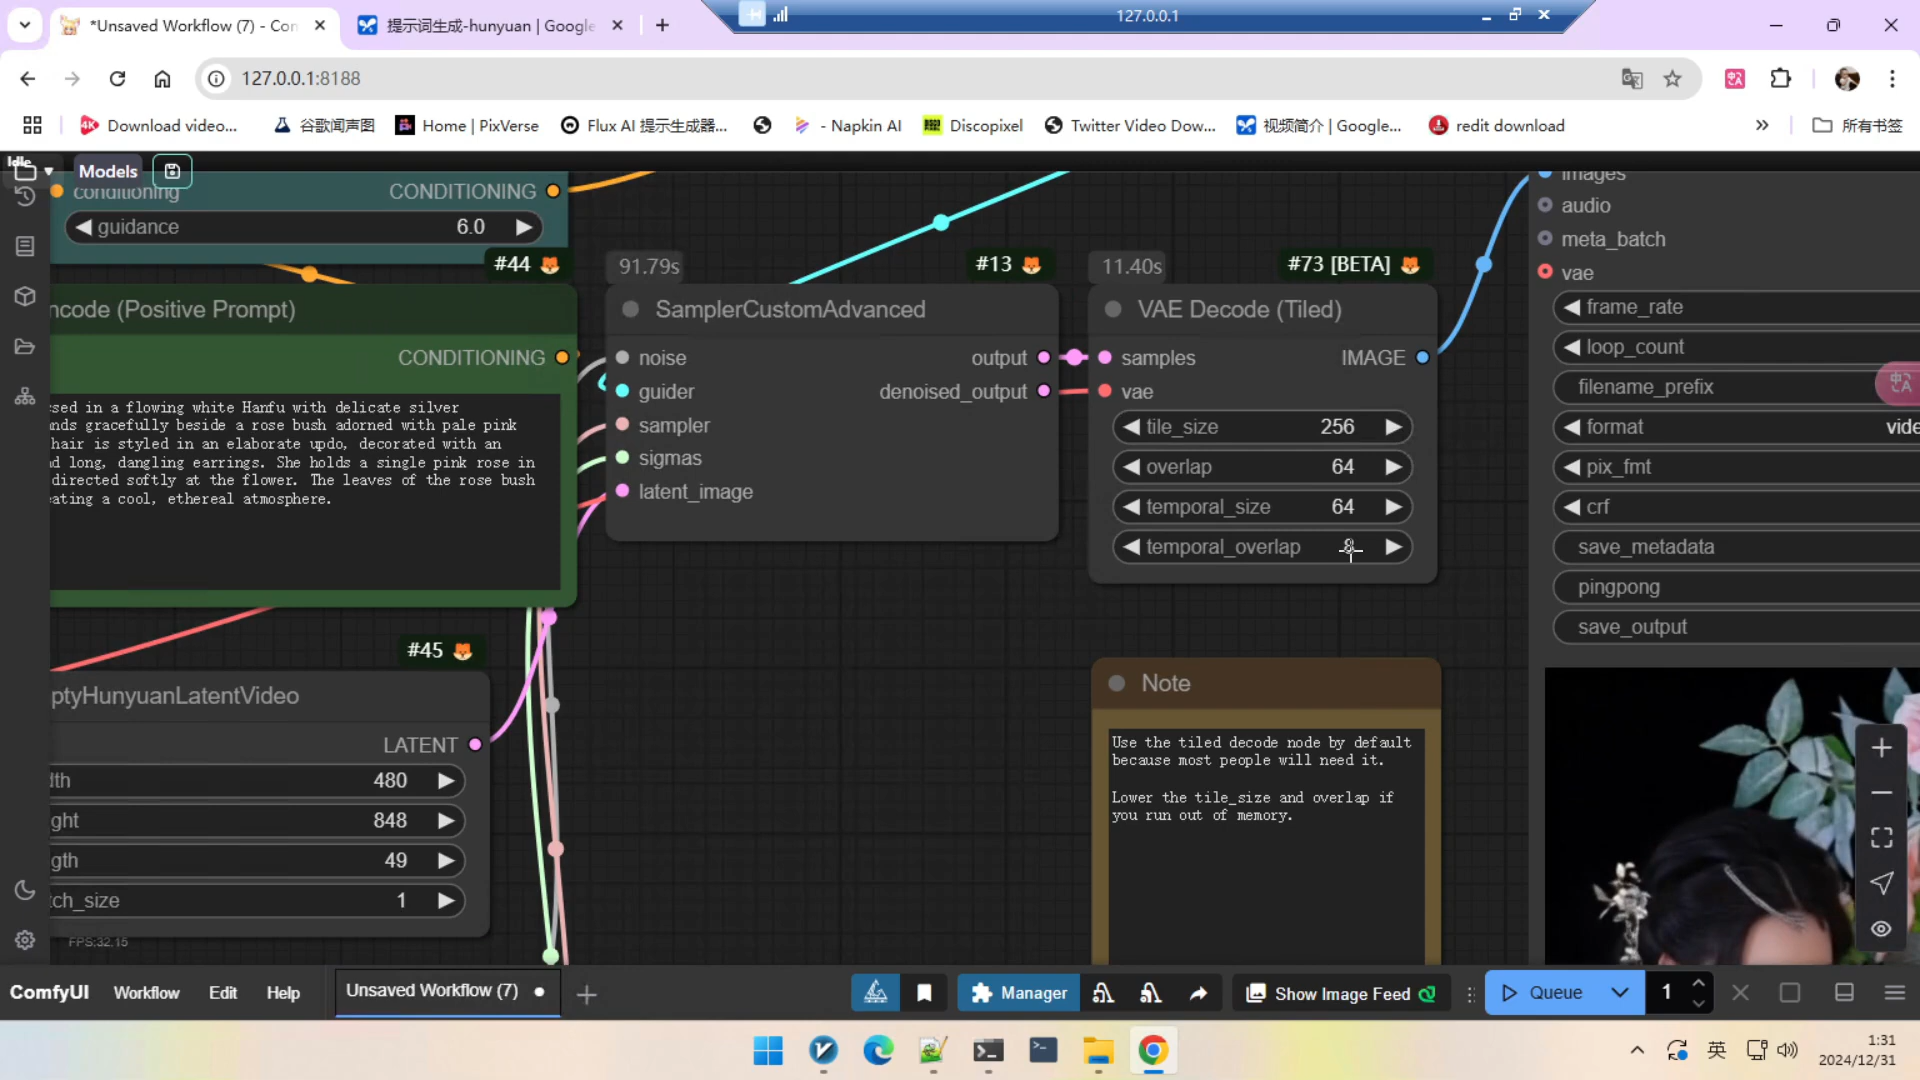 *Unsaved Workflow (7) - Con
提示词生成-hunyuan | Google
127.0.0.1
127.0.0.1:8188
Download video...
谷歌闻声图
Home | PixVerse
Flux AI 提示生成器...
- Napkin AI
Discopixel
Twitter Video Dow...
视频简介 | Google...
redit download
所有书签
Idle
Models
conditioning
CONDITIONING
guidance
6.0
#44
ncode (Positive Prompt)
CONDITIONING
sed in a flowing white Hanfu with delicate silver
nds gracefully beside a rose bush adorned with pale pink
hair is styled in an elaborate updo, decorated with an
d long, dangling earrings. She holds a single pink rose in
directed softly at the flower. The leaves of the rose bush
eating a cool, ethereal atmosphere.
#45
ptyHunyuanLatentVideo
LATENT
dth 480
ght 848
gth 49
tch_size 1
FPS:32.15
91.79s
#13
SamplerCustomAdvanced
noise
output
guider
denoised_output
sampler
sigmas
latent_image
11.40s
#73 [BETA]
VAE Decode (Tiled)
samples
IMAGE
vae
tile_size 256
overlap 64
temporal_size 64
temporal_overlap 8
Note
Use the tiled decode node by default
because most people will need it.
Lower the tile_size and overlap if
you run out of memory.
images
audio
meta_batch
vae
frame_rate
loop_count
filename_prefix
format
vide
pix_fmt
crf
save_metadata
pingpong
save_output
ComfyUI
Workflow
Edit
Help
Unsaved Workflow (7)
Manager
Show Image Feed
Queue
1
英
1:31
2024/12/31